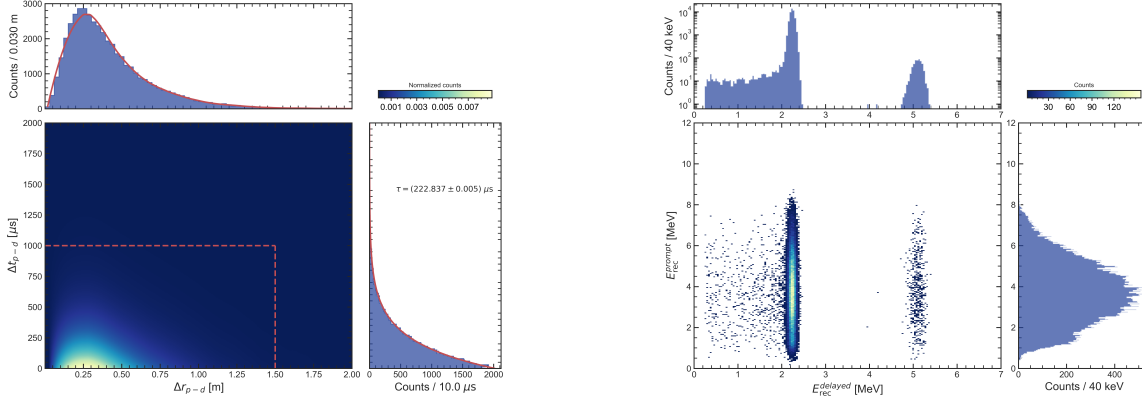 3000
2000
1000
0
Counts / 0.030 m
Normalized counts
0.001 0.003 0.005 0.007
2000
1750
1500
1250
1000
750
500
250
0
Δt_{p−d} [μs]
0.25 0.50 0.75 1.00 1.25 1.50 1.75 2.00
Δr_{p−d} [m]
τ = (222.837 ± 0.005) μs
0 500 1000 1500 2000
Counts / 10.0 μs
10^4
10^3
10^2
10^1
10^0
Counts / 40 keV
0 1 2 3 4 5 6 7
Counts
30 60 90 120
12
10
8
6
4
2
0
E_{rec}^{prompt} [MeV]
0 1 2 3 4 5 6 7
E_{rec}^{delayed} [MeV]
12
10
8
6
4
2
0
0 200 400
Counts / 40 keV